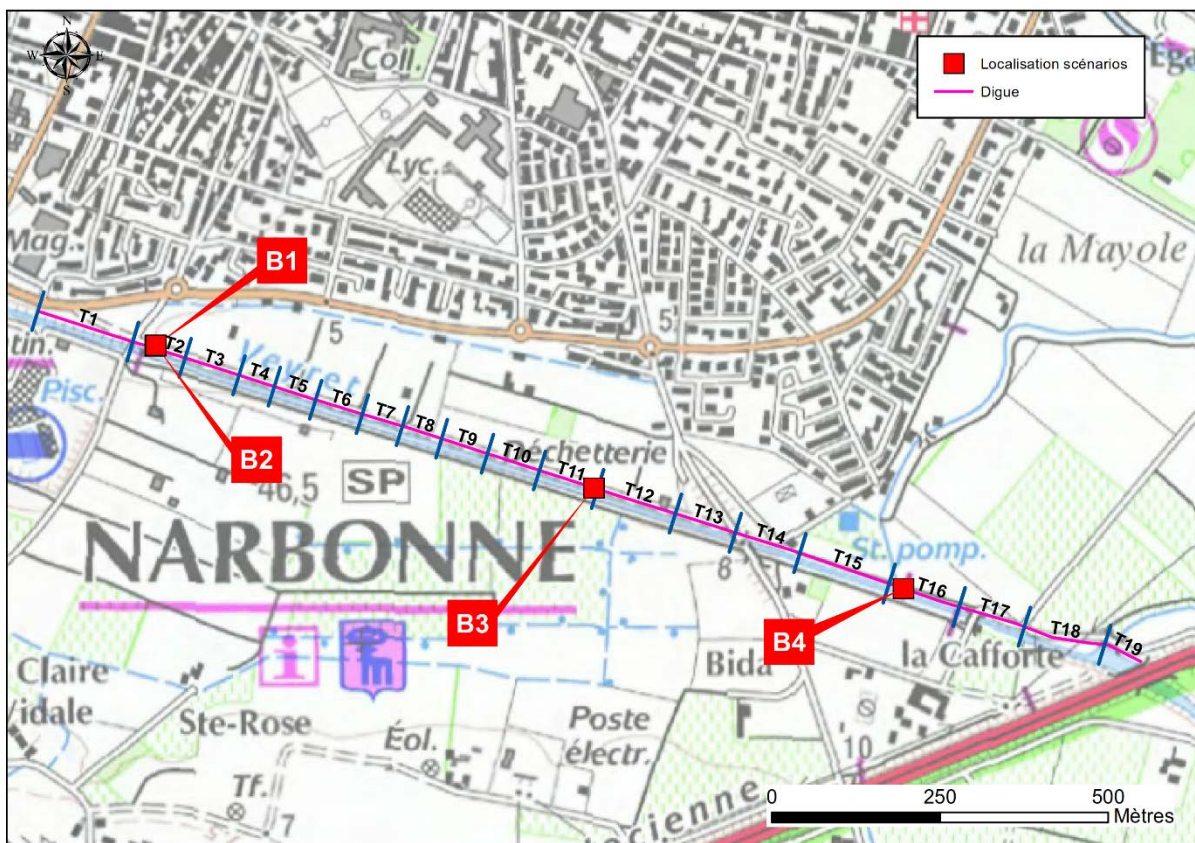 N
W
E
S
Coll.
Localisation scénarios
Digue
Lyc.
la Mayole
Mag.
B1
5
5
T1
T2
T3
T4
T5
T6
T7
T8
T9
T10
T11
T12
T13
T14
T15
T16
T17
T18
T19
Veyret
Pisc.
B2
46,5
SP
Déchetterie
NARBONNE
8
St. pomp.
B3
B4
Bida
la Cafforte
Claire
Vidale
i
Ste-Rose
Éol.
Poste
électr.
Tf.
7
10
0
250
500
Mètres